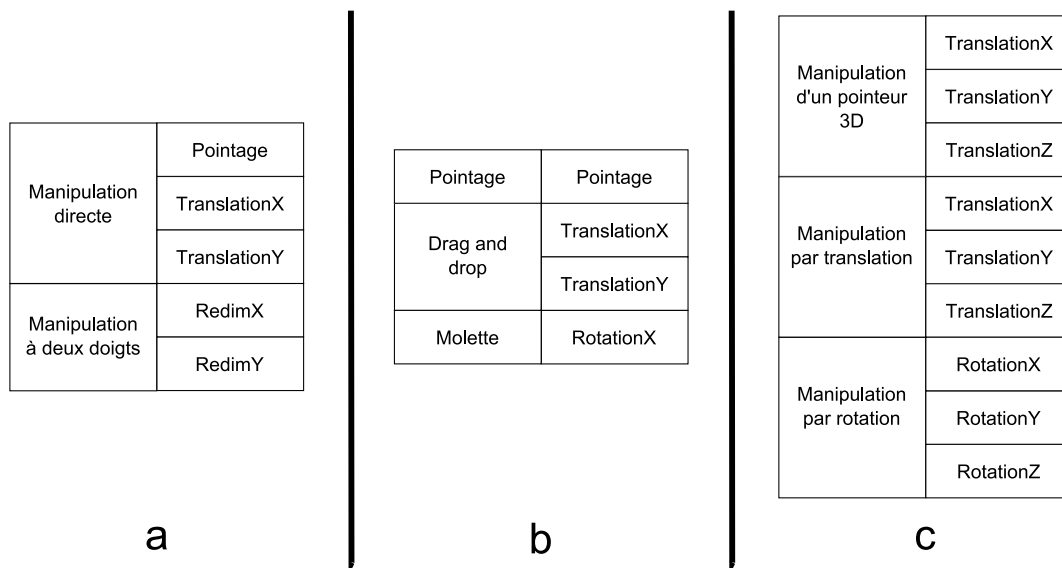 Manipulation
directe
Pointage
TranslationX
TranslationY
Manipulation
à deux doigts
RedimX
RedimY
a
Pointage
Pointage
Drag and
drop
TranslationX
TranslationY
Molette
RotationX
b
Manipulation
d'un pointeur
3D
TranslationX
TranslationY
TranslationZ
Manipulation
par translation
TranslationX
TranslationY
TranslationZ
Manipulation
par rotation
RotationX
RotationY
RotationZ
c